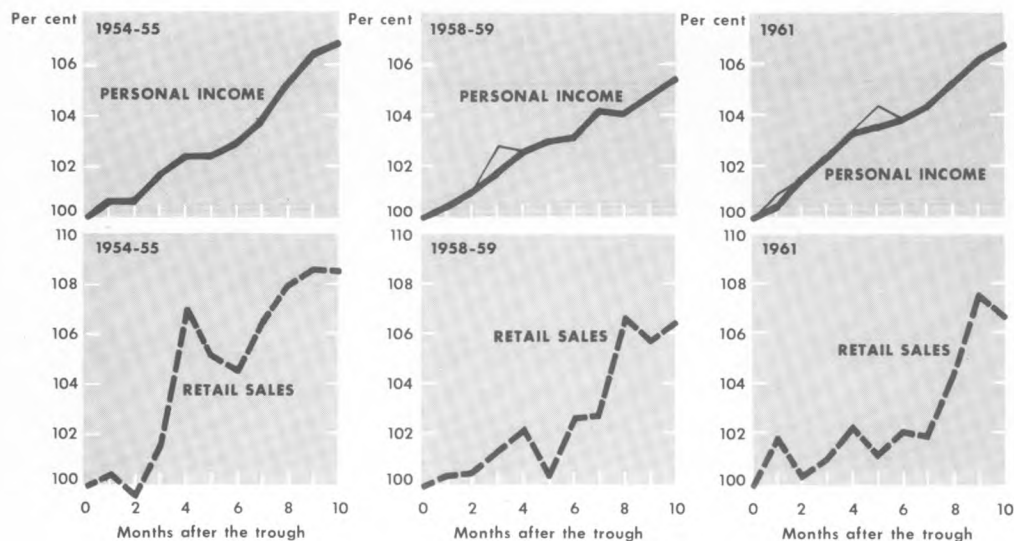 Per cent Per cent Per cent
1954-55 1958-59 1961
106 106 106
PERSONAL INCOME PERSONAL INCOME
104 104 104
102 102 102
PERSONAL INCOME
100 100 100
110 110 110
1954-55 1958-59 1961
108 108 108
106 106 106
RETAIL SALES RETAIL SALES
104 104 104
RETAIL SALES
102 102 102
100 100 100
0 2 4 6 8 10 0 2 4 6 8 10 0 2 4 6 8 10
Months after the trough Months after the trough Months after the trough